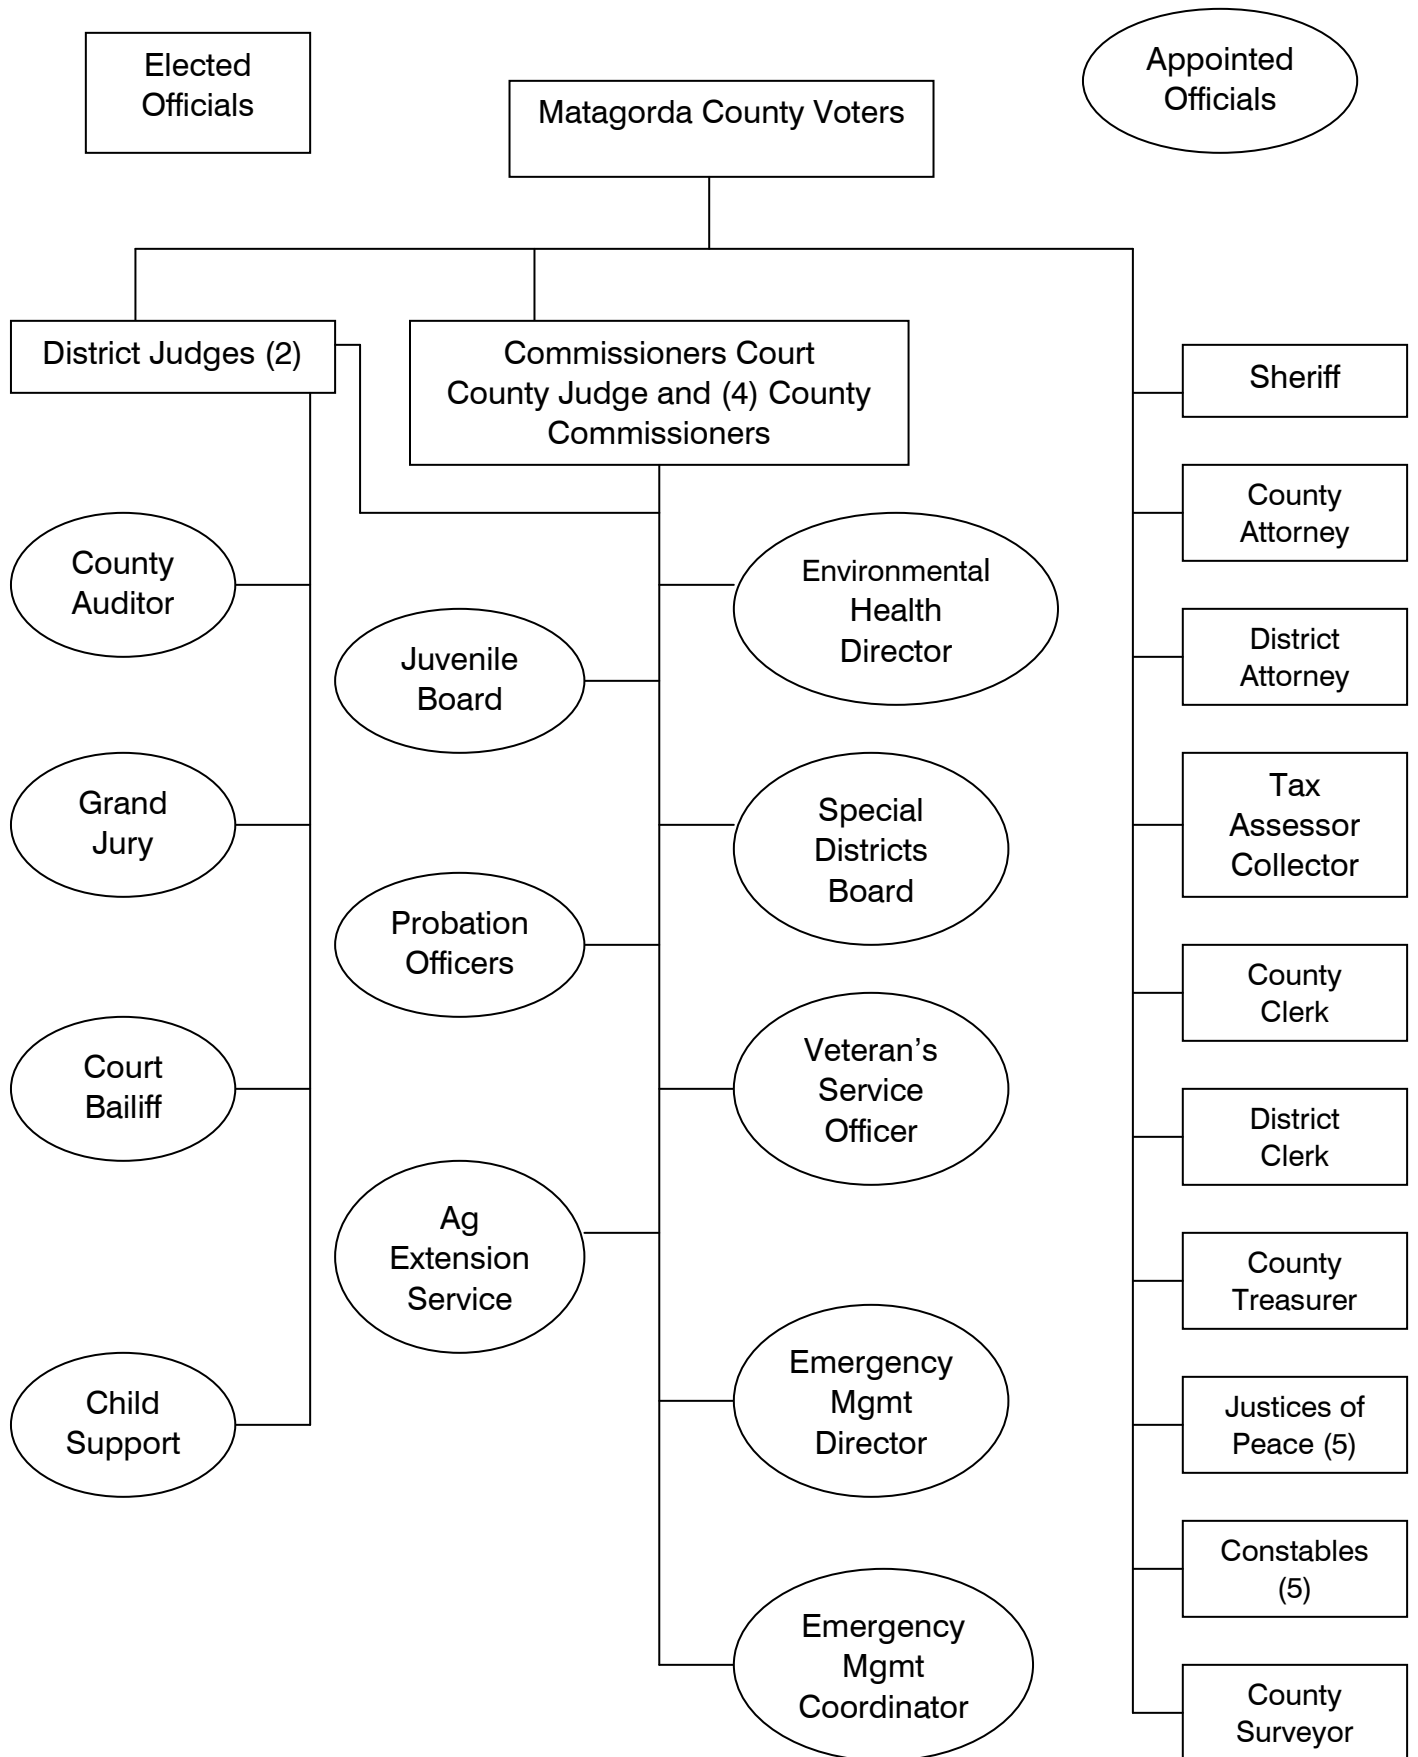 Elected
Officials
Matagorda County Voters
Appointed
Officials
District Judges (2)
Commissioners Court
County Judge and (4) County
Commissioners
County
Auditor
Grand
Jury
Court
Bailiff
Child
Support
Juvenile
Board
Probation
Officers
Ag
Extension
Service
Environmental
Health
Director
Special
Districts
Board
Veteran’s
Service
Officer
Emergency
Mgmt
Director
Emergency
Mgmt
Coordinator
Sheriff
County
Attorney
District
Attorney
Tax
Assessor
Collector
County
Clerk
District
Clerk
County
Treasurer
Justices of
Peace (5)
Constables
(5)
County
Surveyor